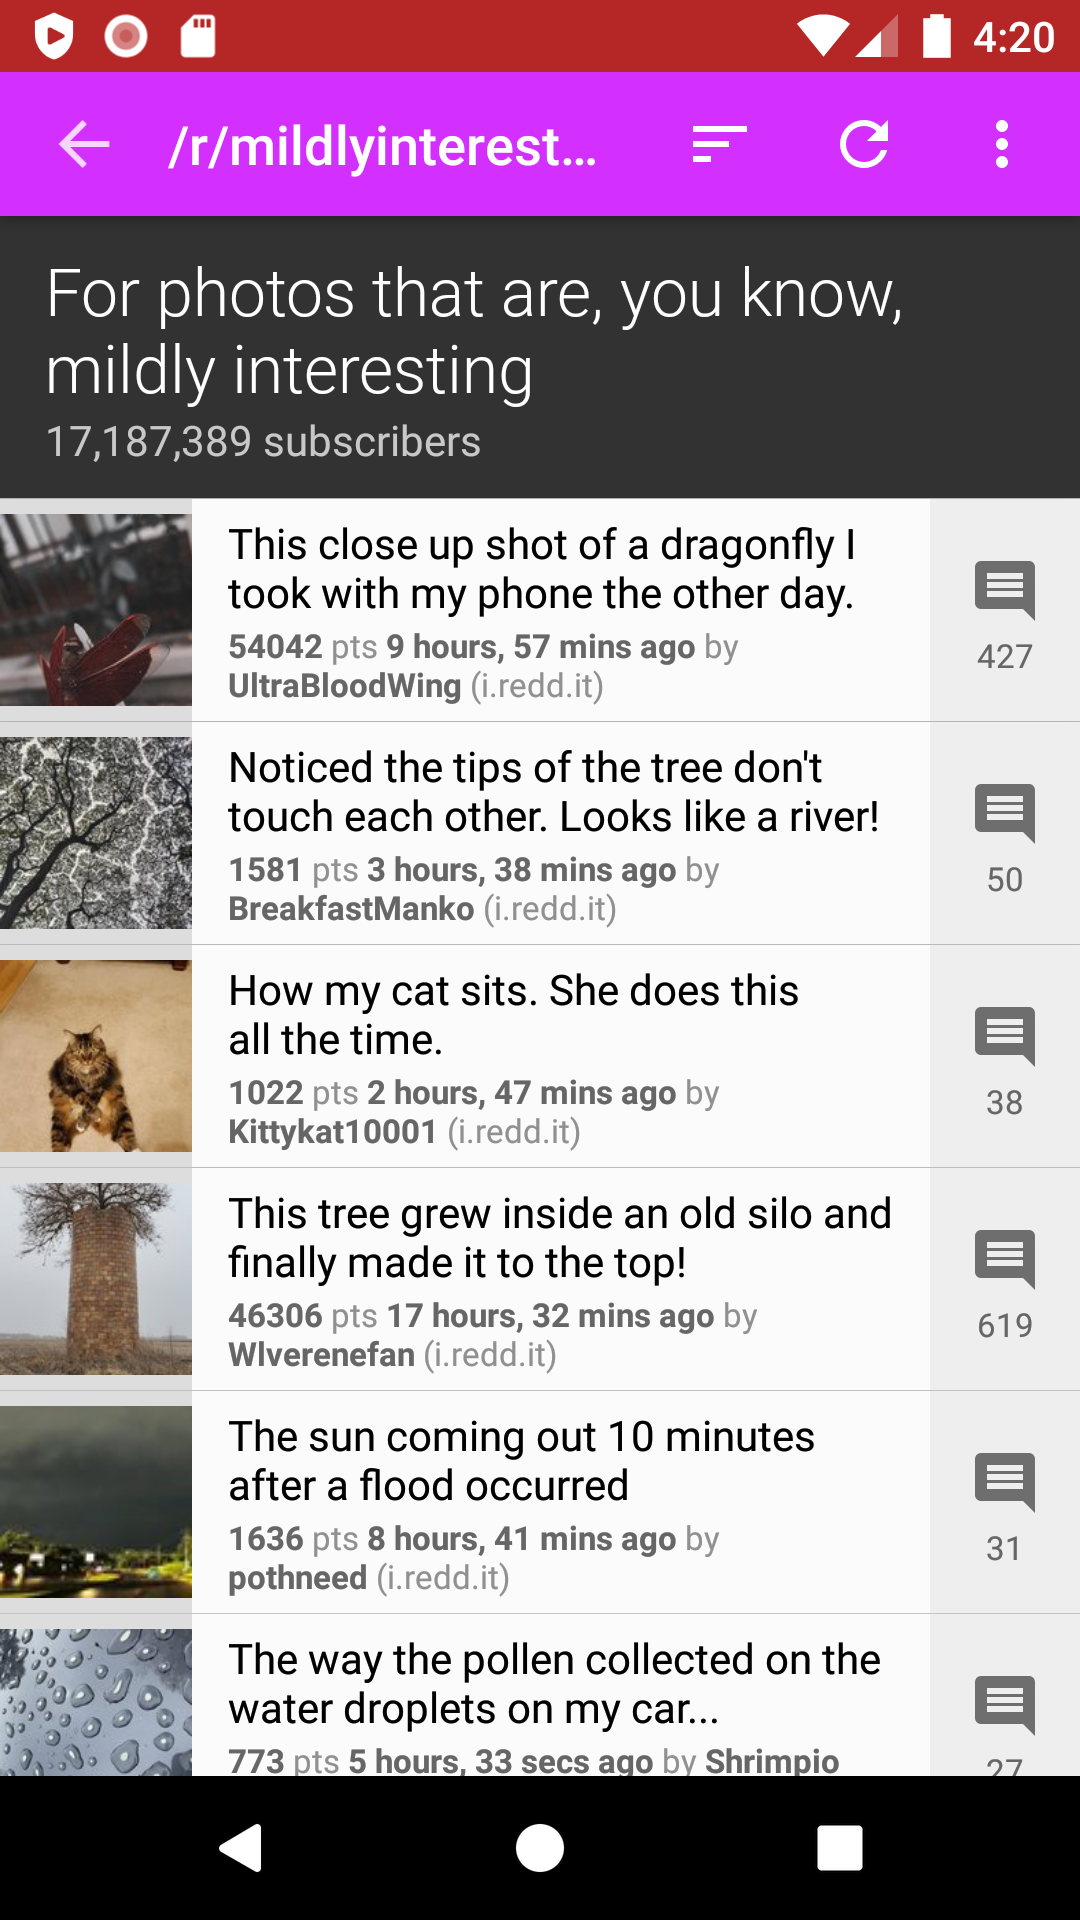 4:20
/r/mildlyinterest...
For photos that are, you know,
mildly interesting
17,187,389 subscribers
This close up shot of a dragonfly I
took with my phone the other day.
54042 pts 9 hours, 57 mins ago by
UltraBloodWing (i.redd.it)
427
Noticed the tips of the tree don't
touch each other. Looks like a river!
1581 pts 3 hours, 38 mins ago by
BreakfastManko (i.redd.it)
50
How my cat sits. She does this
all the time.
1022 pts 2 hours, 47 mins ago by
Kittykat10001 (i.redd.it)
38
This tree grew inside an old silo and
finally made it to the top!
46306 pts 17 hours, 32 mins ago by
Wlverenefan (i.redd.it)
619
The sun coming out 10 minutes
after a flood occurred
1636 pts 8 hours, 41 mins ago by
pothneed (i.redd.it)
31
The way the pollen collected on the
water droplets on my car...
773 pts 5 hours, 33 secs ago by Shrimpio
27